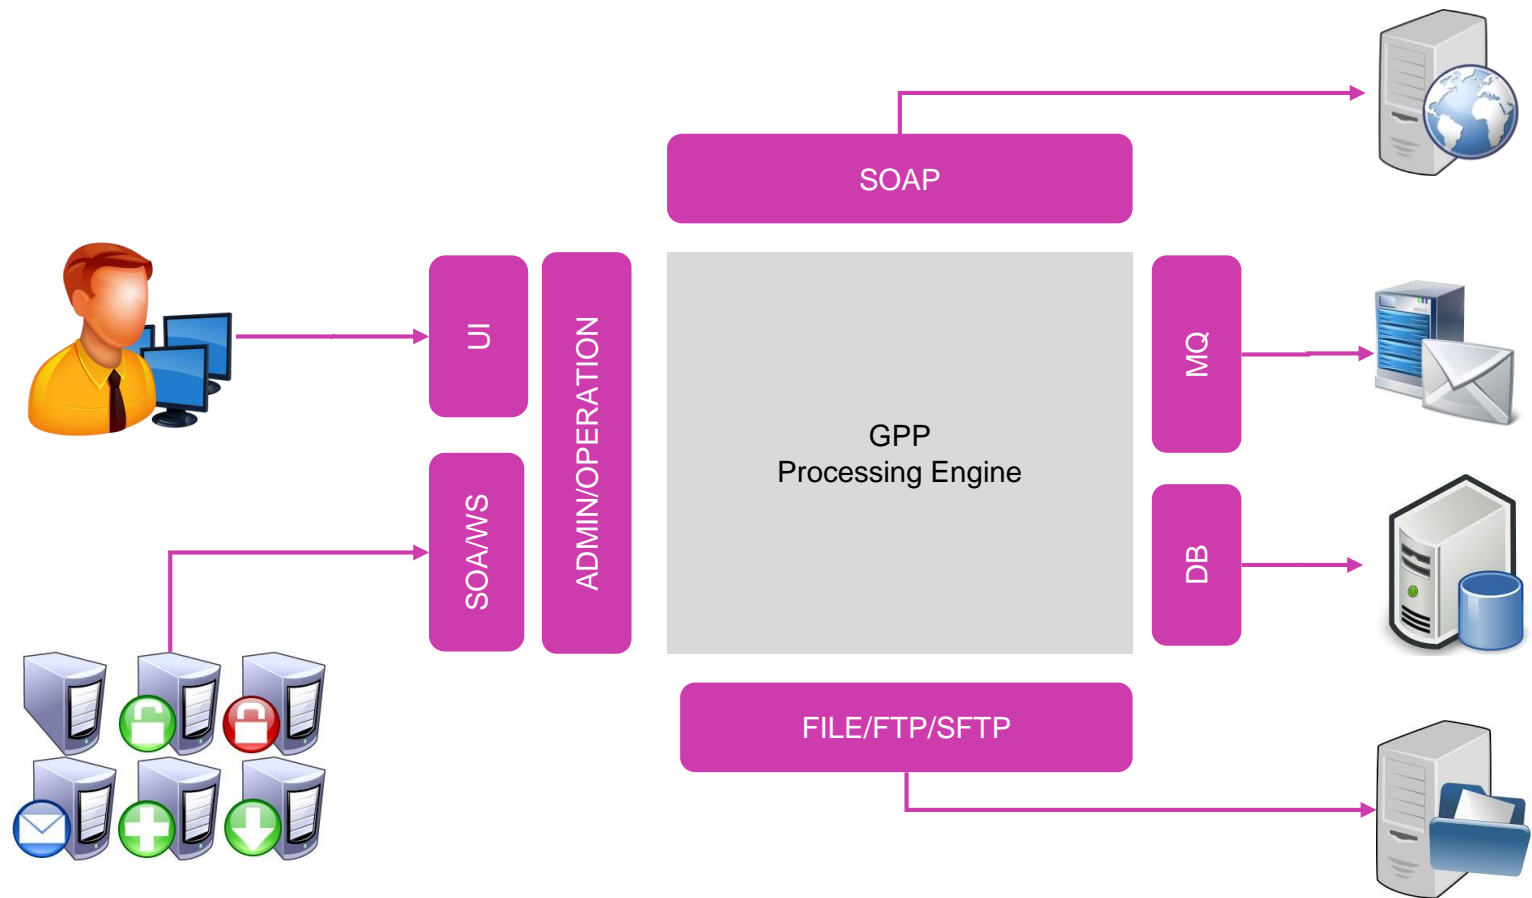 SOAP
UI
ADMIN/OPERATION
MQ
GPP
Processing Engine
SOA/WS
DB
FILE/FTP/SFTP